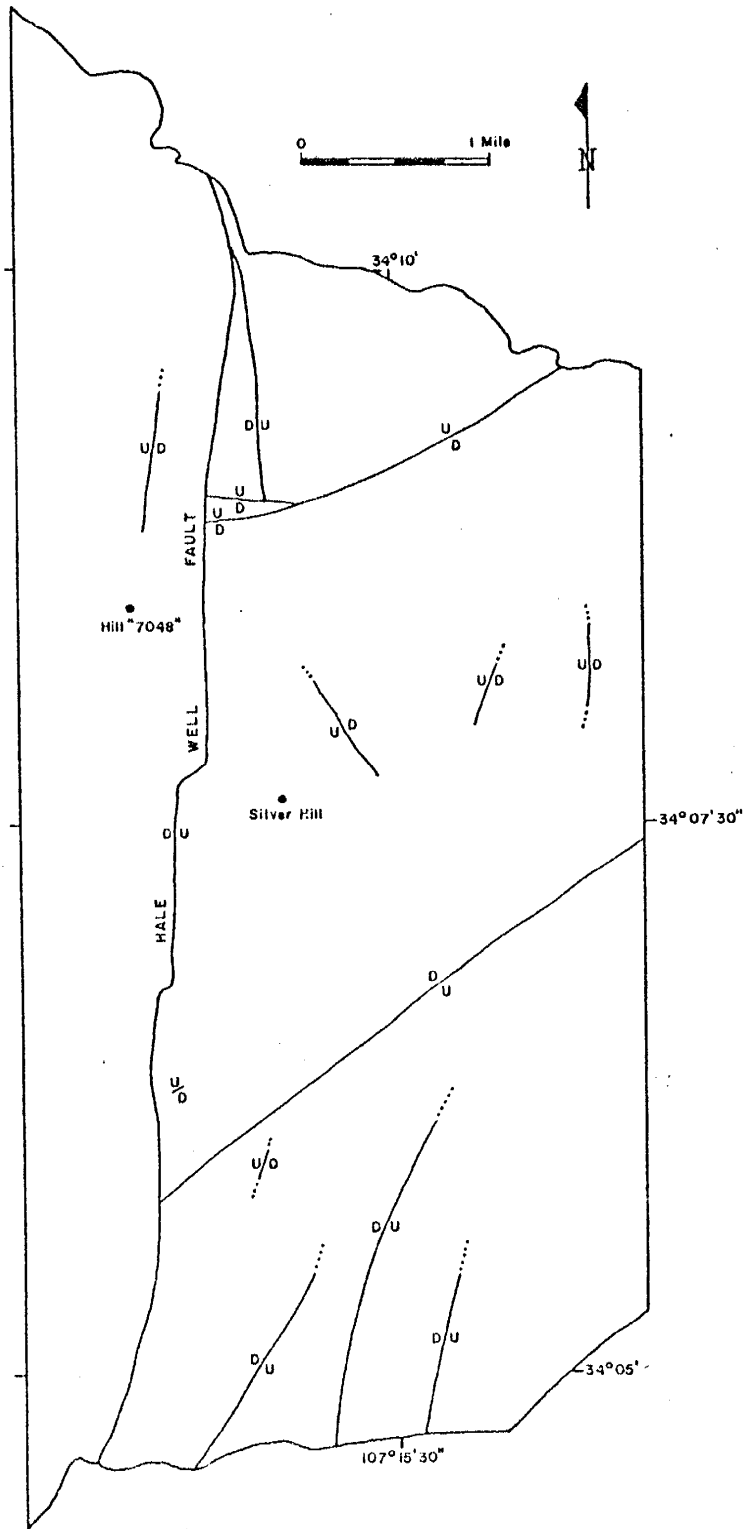 0 1 Mile
N
34°10'
U D
D U
U
D
U
D
U
D
FAULT
Hill "7048"
U D
U D
U D
WELL
Silver Hill
34°07'30"
D U
HALE
D
U
U
D
U D
D U
D U
D
U
34°05'
107°15'30"